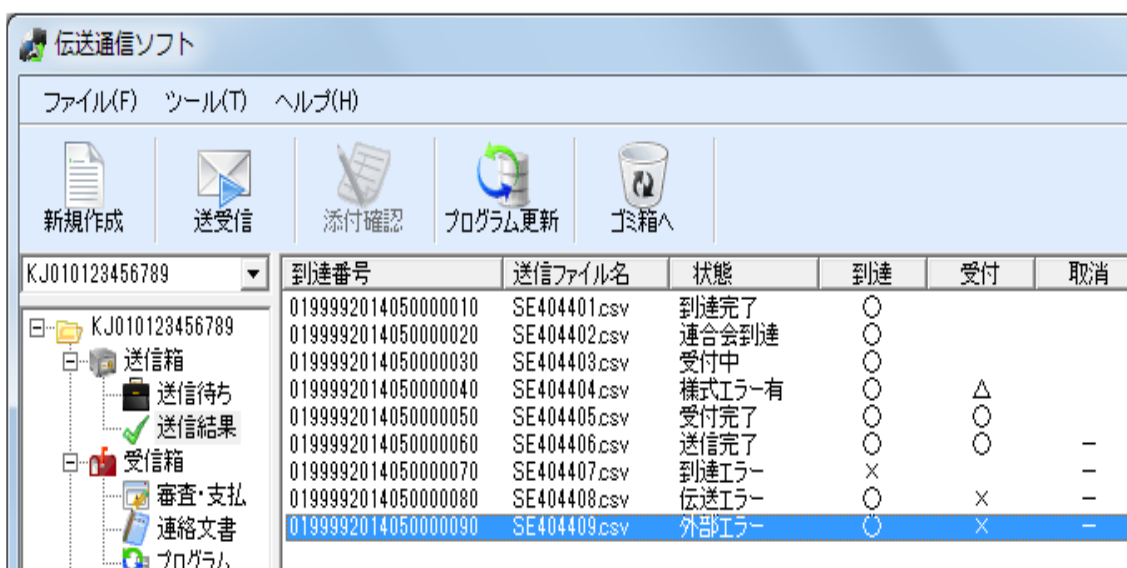 伝送通信ソフト
ファイル(F) ツール(T) ヘルプ(H)
新規作成 送受信 添付確認 プログラム更新 ゴミ箱へ
KJ010123456789 到達番号 送信ファイル名 状態 到達 受付 取消
KJ010123456789
送信箱
送信待ち
送信結果
受信箱
審査・支払
連絡文書
プログラム
0199992014050000010 SE404401.csv 到達完了 ○
0199992014050000020 SE404402.csv 連合会到達 ○
0199992014050000030 SE404403.csv 受付中 ○
0199992014050000040 SE404404.csv 様式エラー有 ○ △
0199992014050000050 SE404405.csv 受付完了 ○ ○
0199992014050000060 SE404406.csv 送信完了 ○ ○ －
0199992014050000070 SE404407.csv 到達エラー × －
0199992014050000080 SE404408.csv 伝送エラー ○ × －
0199992014050000090 SE404409.csv 外部エラー ○ × －